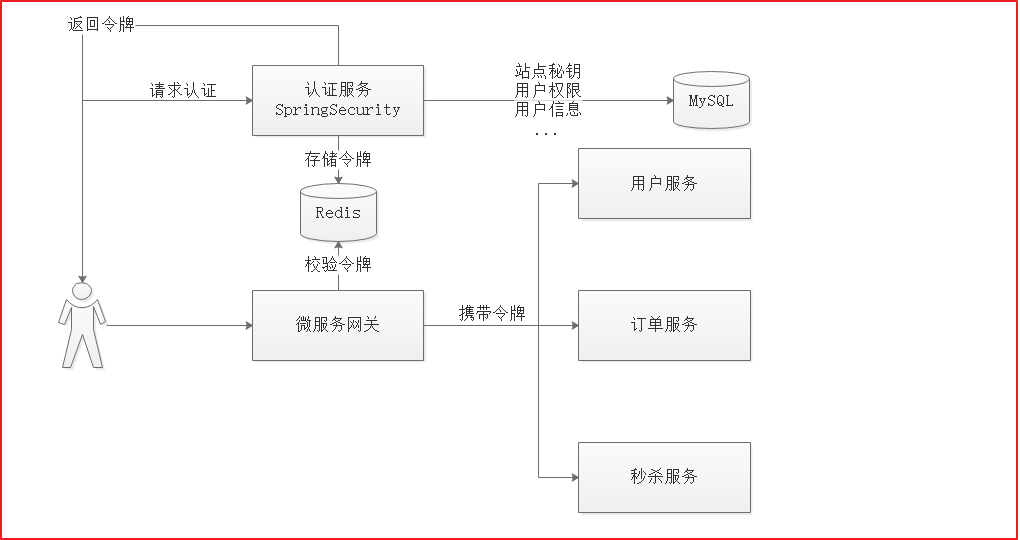 返回令牌
请求认证
认证服务
SpringSecurity
站点秘钥
用户权限
用户信息
...
MySQL
存储令牌
Redis
校验令牌
微服务网关
携带令牌
用户服务
订单服务
秒杀服务